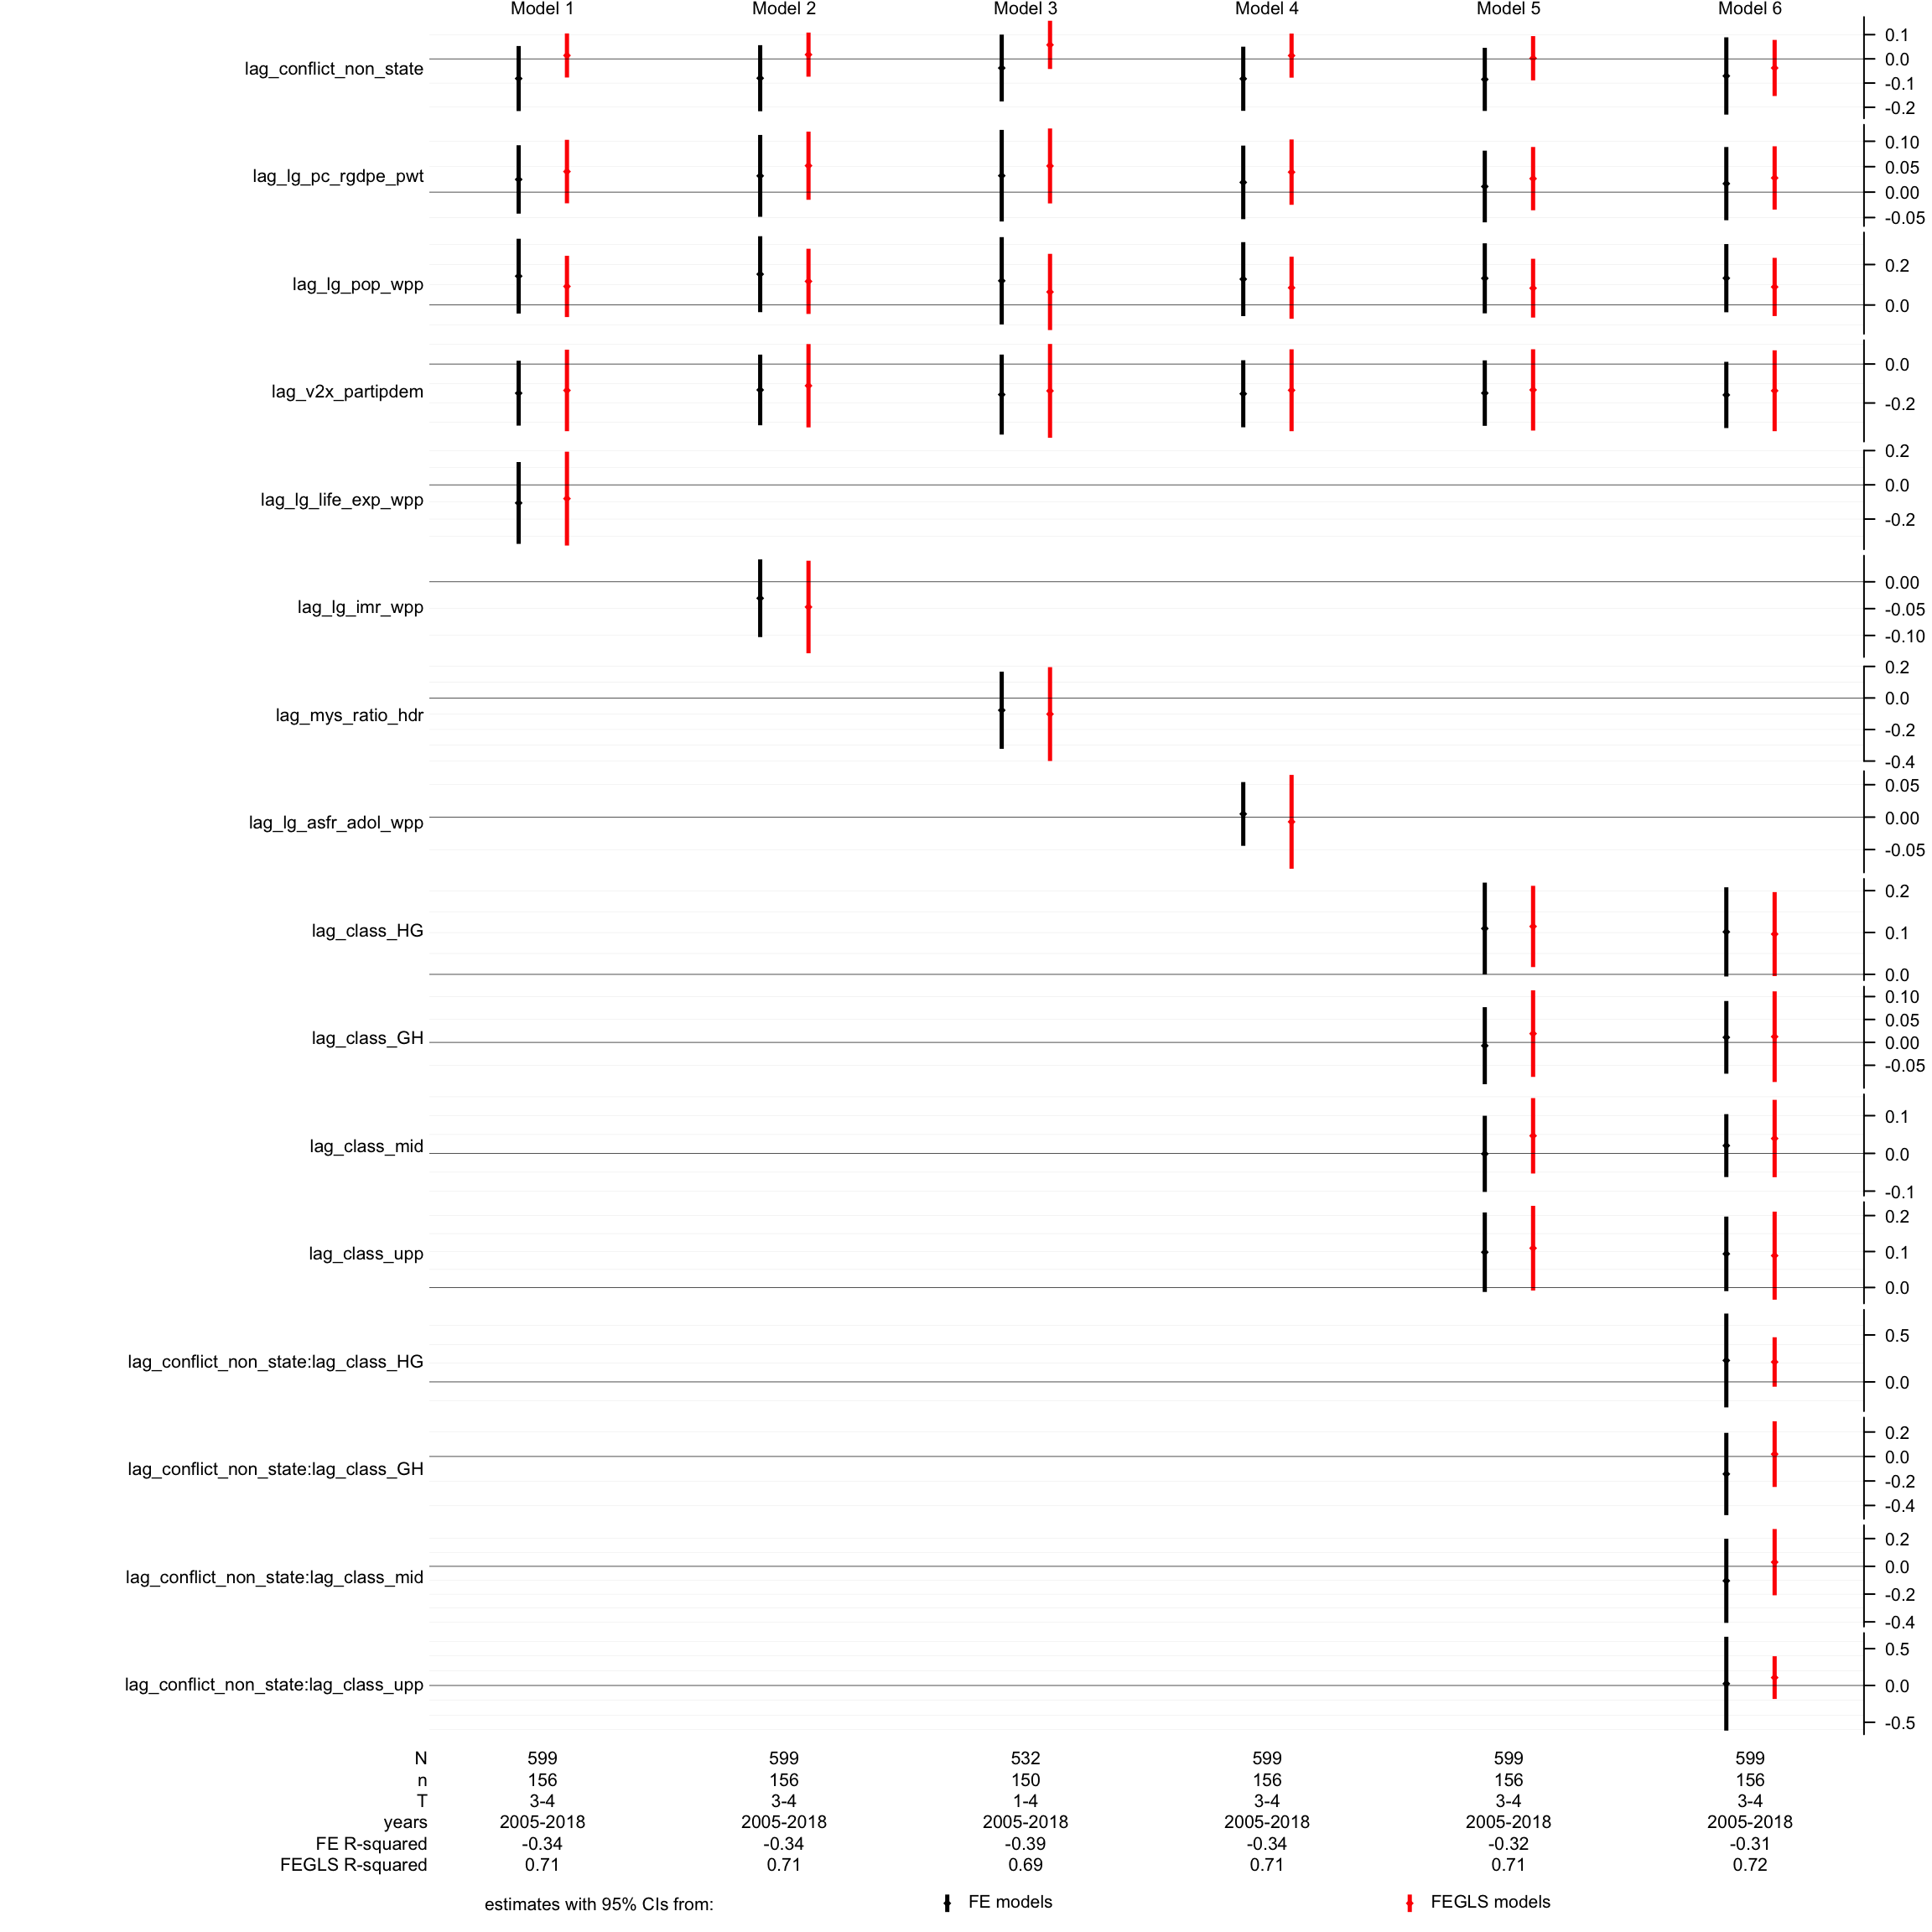 Model 1 Model 2 Model 3 Model 4 Model 5 Model 6
lag_conflict_non_state
0.1
0.0
-0.1
-0.2
lag_lg_pc_rgdpe_pwt
0.10
0.05
0.00
-0.05
lag_lg_pop_wpp
0.2
0.0
lag_v2x_partipdem
0.0
-0.2
lag_lg_life_exp_wpp
0.2
0.0
-0.2
lag_lg_imr_wpp
0.00
-0.05
-0.10
lag_mys_ratio_hdr
0.2
0.0
-0.2
-0.4
lag_lg_asfr_adol_wpp
0.05
0.00
-0.05
lag_class_HG
0.2
0.1
0.0
lag_class_GH
0.10
0.05
0.00
-0.05
lag_class_mid
0.1
0.0
-0.1
lag_class_upp
0.2
0.1
0.0
lag_conflict_non_state:lag_class_HG
0.5
0.0
lag_conflict_non_state:lag_class_GH
0.2
0.0
-0.2
-0.4
lag_conflict_non_state:lag_class_mid
0.2
0.0
-0.2
-0.4
lag_conflict_non_state:lag_class_upp
0.5
0.0
-0.5
N 599 599 532 599 599 599
n 156 156 150 156 156 156
T 3-4 3-4 1-4 3-4 3-4 3-4
years 2005-2018 2005-2018 2005-2018 2005-2018 2005-2018 2005-2018
FE R-squared -0.34 -0.34 -0.39 -0.34 -0.32 -0.31
FEGLS R-squared 0.71 0.71 0.69 0.71 0.71 0.72
estimates with 95% CIs from: FE models FEGLS models